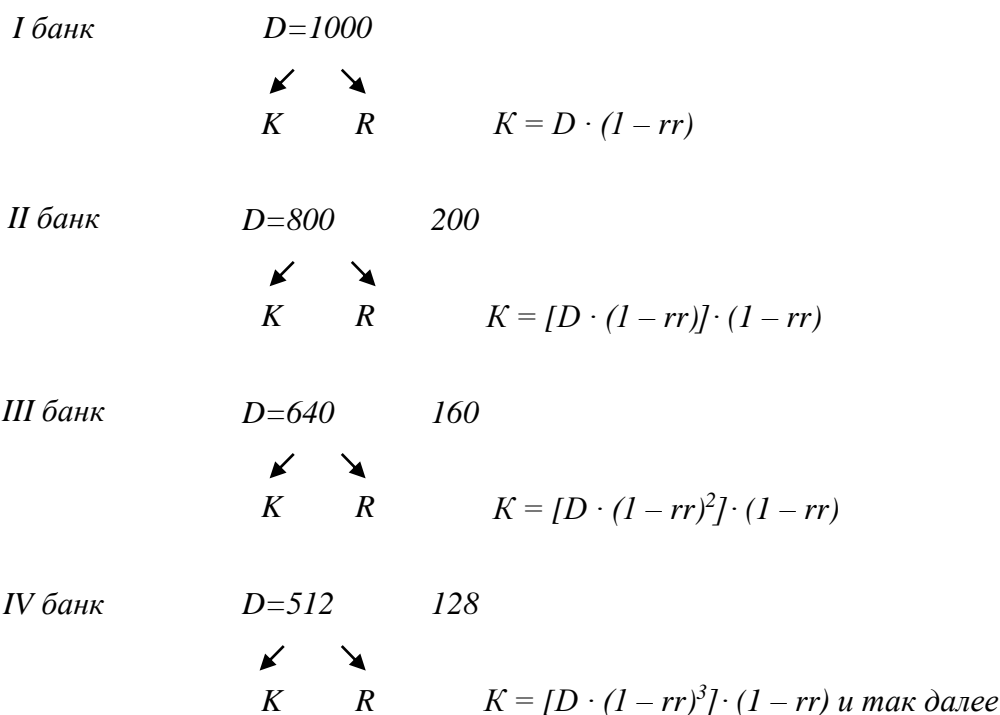 I банк D=1000
K R К = D · (1 – rr)
II банк D=800 200
K R К = [D · (1 – rr)]· (1 – rr)
III банк D=640 160
K R К = [D · (1 – rr)²]· (1 – rr)
IV банк D=512 128
K R К = [D · (1 – rr)³]· (1 – rr) и так далее